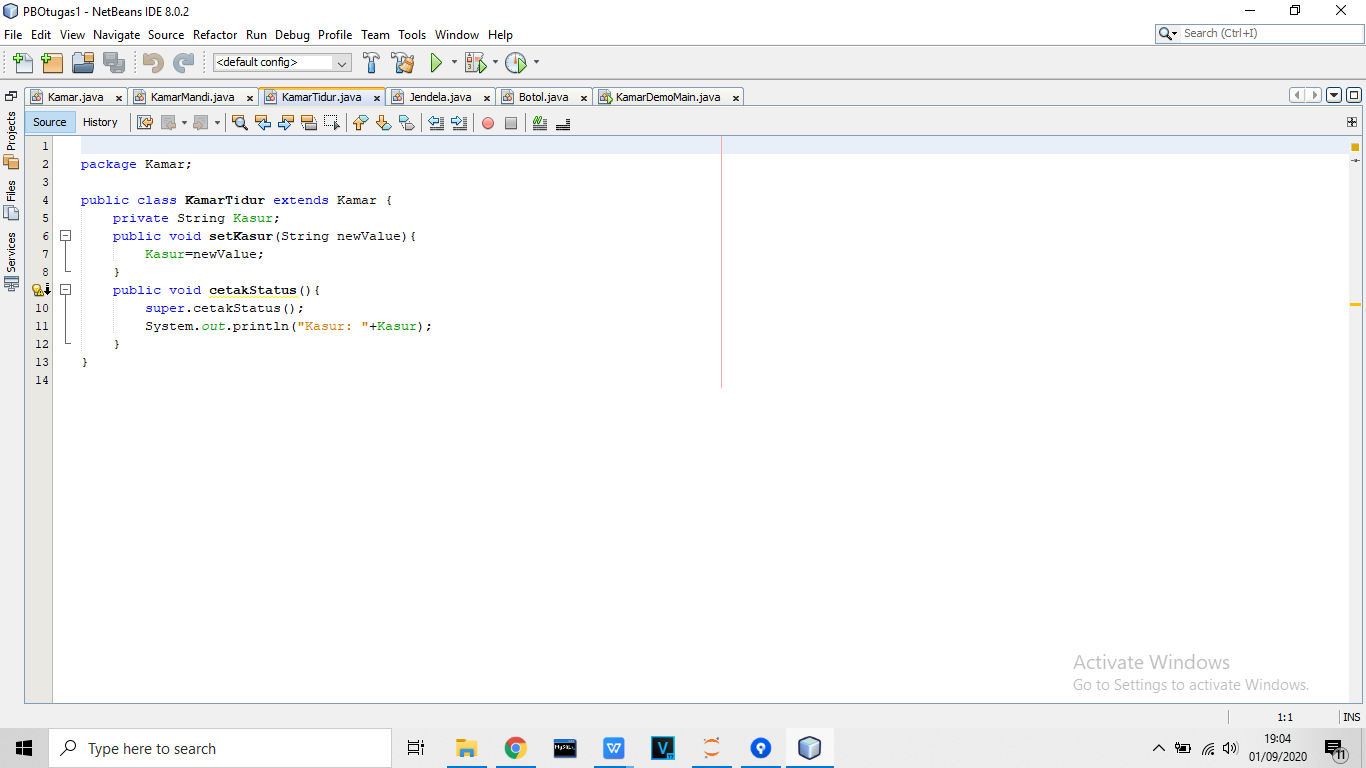 PBOtugas1 - NetBeans IDE 8.0.2
File Edit View Navigate Source Refactor Run Debug Profile Team Tools Window Help
Search (Ctrl+I)
<default config>
Kamar.java KamarMandi.java KamarTidur.java Jendela.java Botol.java KamarDemoMain.java
Source History
Projects
Files
Services
1
2 package Kamar;
3
4 public class KamarTidur extends Kamar {
5 private String Kasur;
6 public void setKasur(String newValue){
7 Kasur=newValue;
8 }
public void cetakStatus(){
10 super.cetakStatus();
11 System.out.println("Kasur: "+Kasur);
12 }
13 }
14
Activate Windows
Go to Settings to activate Windows.
1:1 INS
Type here to search
19:04
01/09/2020
11